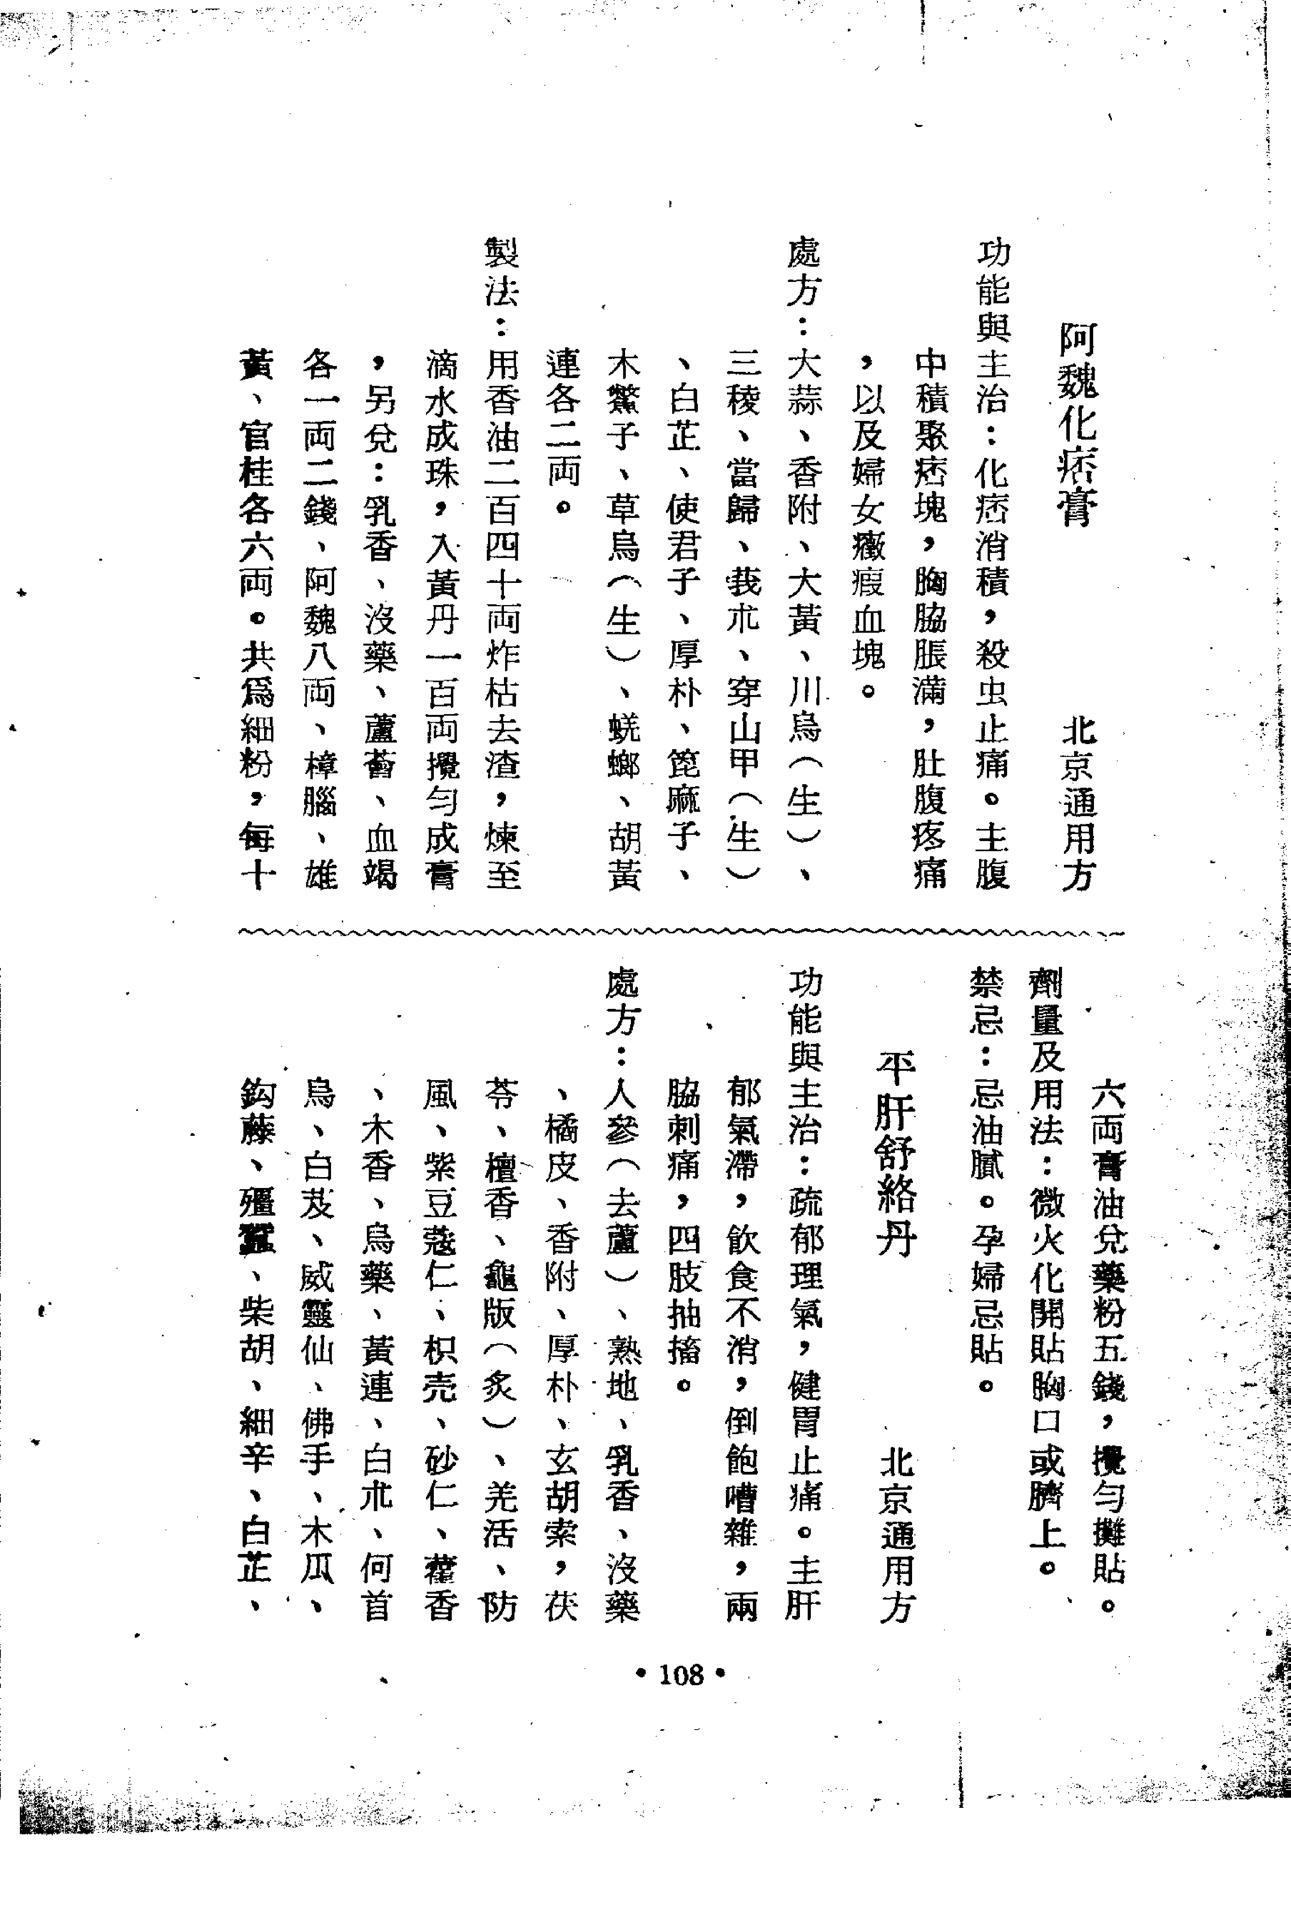 阿魏化痞膏　北京通用方
功能與主治：化痞消積，殺虫止痛。主腹
中積聚痞塊，胸脇脹滿，肚腹疼痛
，以及婦女癥瘕血塊。
處方：大蒜、香附、大黃、川烏（生）、
三稜、當歸、莪朮、穿山甲（生）
、白芷、使君子、厚朴、箆麻子、
木鱉子、草烏（生）、蜣螂、胡黃
連各二両。
製法：用香油二百四十両炸枯去渣，煉至
滴水成珠，入黃丹一百両攪勻成膏
，另兌：乳香、沒藥、蘆薈、血竭
各一両二錢、阿魏八両、樟腦、雄
黃、官桂各六両。共爲細粉，每十
六両膏油兌藥粉五錢，攪勻攤貼。
劑量及用法：微火化開貼胸口或臍上。
禁忌：忌油膩。孕婦忌貼。
平肝舒絡丹　北京通用方
功能與主治：疏郁理氣，健胃止痛。主肝
郁氣滯，飲食不消，倒飽嘈雜，兩
脇刺痛，四肢抽搐。
處方：人參（去蘆）、熟地、乳香、沒藥
、橘皮、香附、厚朴、玄胡索，茯
苓、檀香、龜版（炙）、羌活、防
風、紫豆蔻仁、枳壳、砂仁、藿香
、木香、烏藥、黃連、白朮、何首
烏、白芨、威靈仙、佛手、木瓜、
鈎藤、殭蠶、柴胡、細辛、白芷、
• 108 •